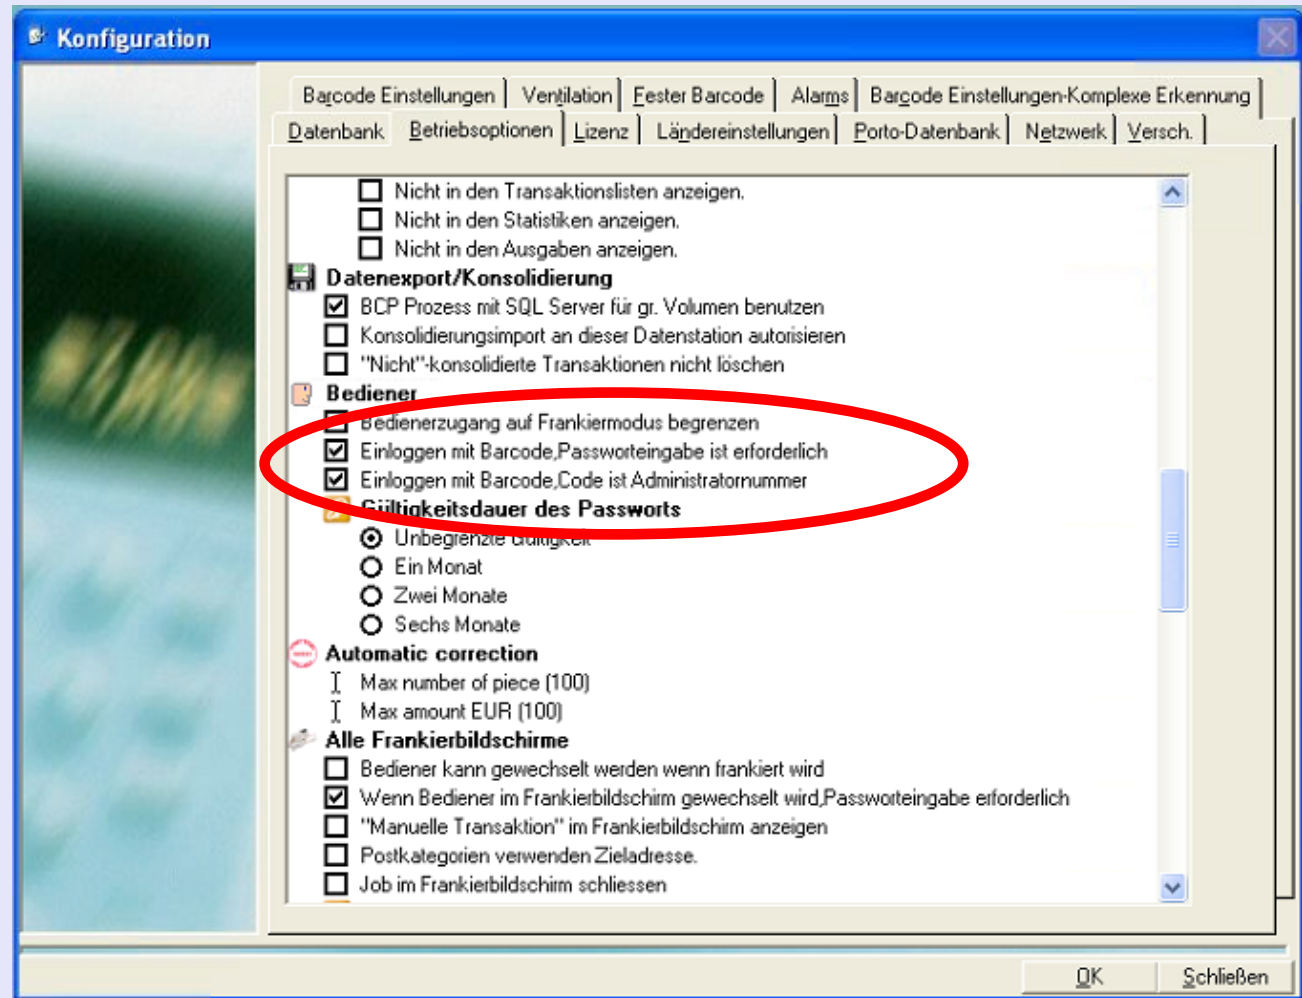 Konfiguration
Barcode Einstellungen Ventilation Fester Barcode Alarms Barcode Einstellungen-Komplexe Erkennung
Datenbank Betriebsoptionen Lizenz Ländereinstellungen Porto-Datenbank Netzwerk Versch.
Nicht in den Transaktionslisten anzeigen.
Nicht in den Statistiken anzeigen.
Nicht in den Ausgaben anzeigen.
Datenexport/Konsolidierung
BCP Prozess mit SQL Server für gr. Volumen benutzen
Konsolidierungsimport an dieser Datenstation autorisieren
"Nicht"-konsolidierte Transaktionen nicht löschen
Bediener
Bedienerzugang auf Frankiermodus begrenzen
Einloggen mit Barcode,Passworteingabe ist erforderlich
Einloggen mit Barcode,Code ist Administratornummer
Gültigkeitsdauer des Passworts
Unbegrenzte Gültigkeit
Ein Monat
Zwei Monate
Sechs Monate
Automatic correction
Max number of piece (100)
Max amount EUR (100)
Alle Frankierbildschirme
Bediener kann gewechselt werden wenn frankiert wird
Wenn Bediener im Frankierbildschirm gewechselt wird,Passworteingabe erforderlich
"Manuelle Transaktion" im Frankierbildschirm anzeigen
Postkategorien verwenden Zieladresse.
Job im Frankierbildschirm schliessen
OK Schließen